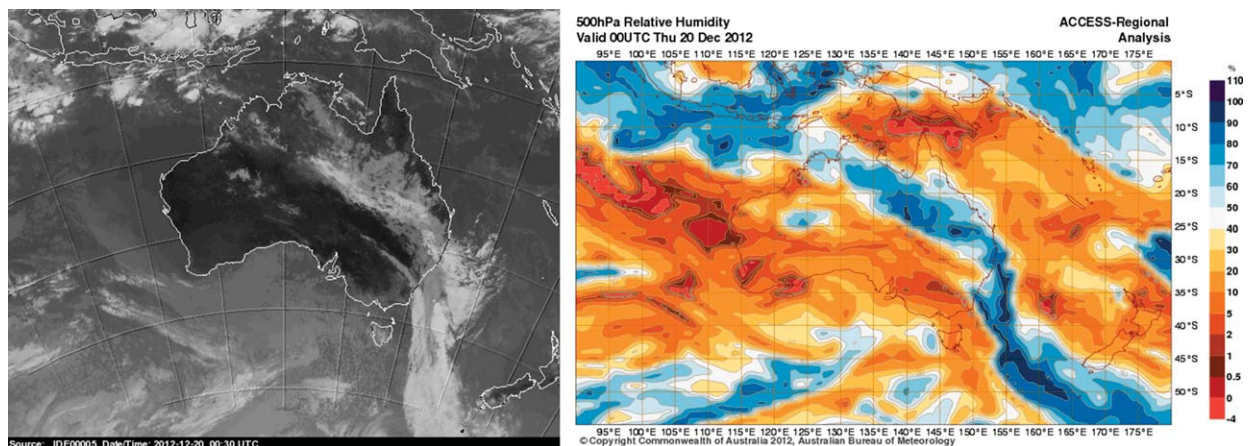 500hPa Relative Humidity
Valid 00UTC Thu 20 Dec 2012
ACCESS-Regional
Analysis
95°E 100°E 105°E 110°E 115°E 120°E 125°E 130°E 135°E 140°E 145°E 150°E 155°E 160°E 165°E 170°E 175°E
%
110
100
90
80
70
60
50
40
30
20
10
5
2
1
0.5
0
-4
5°S
10°S
15°S
20°S
25°S
30°S
35°S
40°S
45°S
50°S
95°E 100°E 105°E 110°E 115°E 120°E 125°E 130°E 135°E 140°E 145°E 150°E 155°E 160°E 165°E 170°E 175°E
© Copyright Commonwealth of Australia 2012, Australian Bureau of Meteorology
Source: IDE00005 Date/Time: 2012-12-20 00:30 UTC